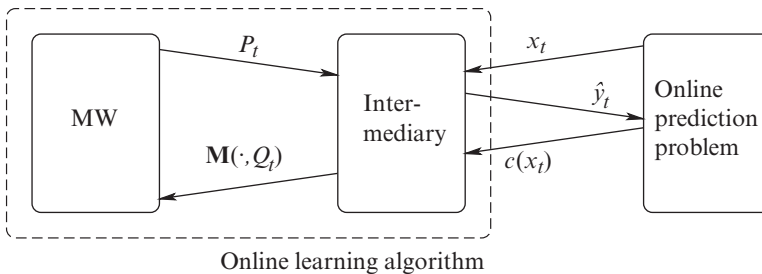 P_t
x_t
MW
Inter-
mediary
ŷ_t
Online
prediction
problem
M(·, Q_t)
c(x_t)
Online learning algorithm